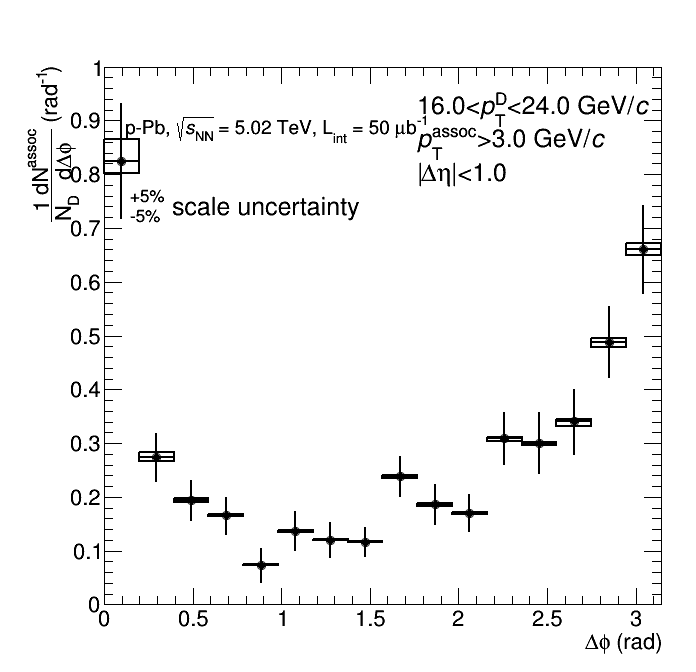 1 dN^assoc / N_D dΔϕ (rad⁻¹)
1
0.9
0.8
0.7
0.6
0.5
0.4
0.3
0.2
0.1
0
p-Pb, √s_NN = 5.02 TeV, L_int = 50 μb⁻¹
16.0<p_T^D<24.0 GeV/c
p_T^assoc>3.0 GeV/c
|Δη|<1.0
+5%
-5% scale uncertainty
0 0.5 1 1.5 2 2.5 3
Δϕ (rad)